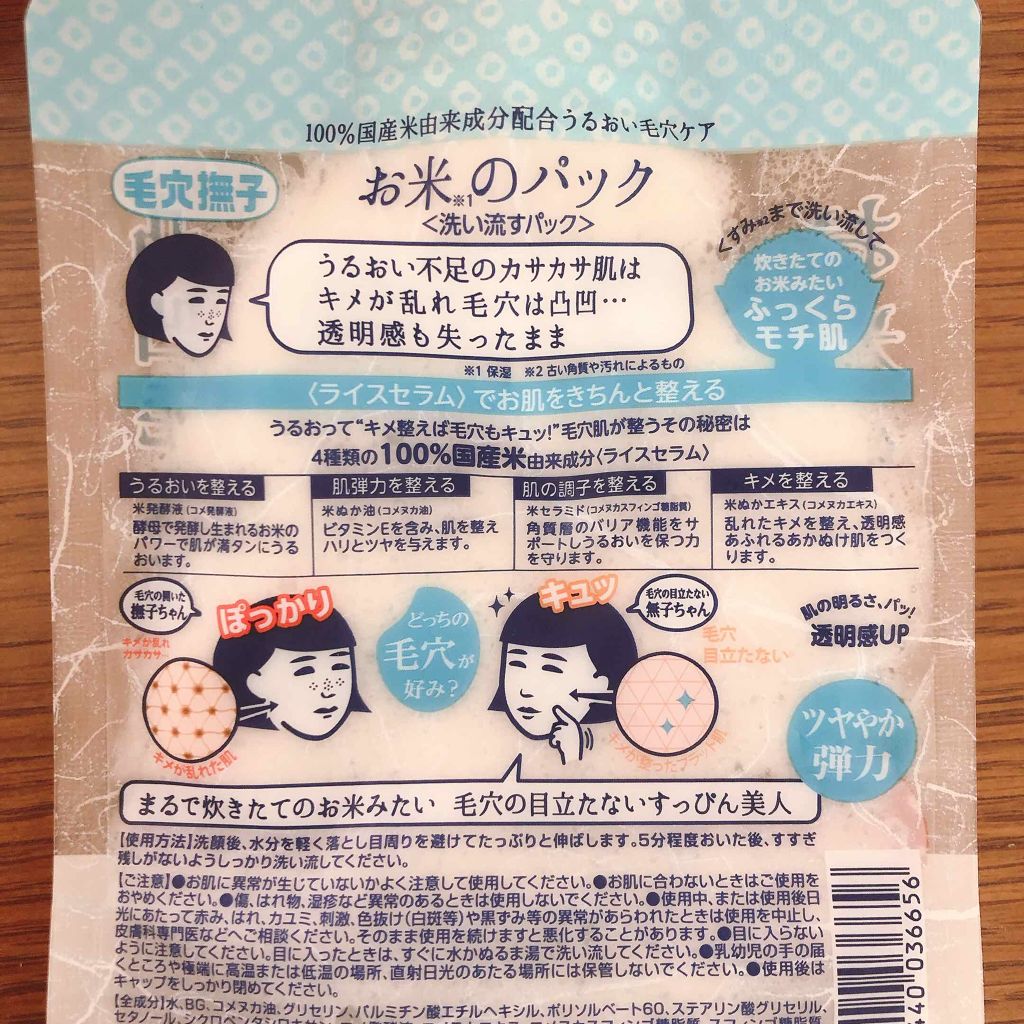 100%国産米由来成分配合うるおい毛穴ケア
毛穴撫子
お米※1のパック
<洗い流すパック>
うるおい不足のカサカサ肌は
キメが乱れ毛穴は凸凹…
透明感も失ったまま
くすみ※2まで洗い流して
炊きたての
お米みたい
ふっくら
モチ肌
※1 保湿 ※2 古い角質や汚れによるもの
〈ライスセラム〉でお肌をきちんと整える
うるおって“キメ整えば毛穴もキュッ!”毛穴肌が整うその秘密は
4種類の100%国産米由来成分〈ライスセラム〉
うるおいを整える
米発酵液(コメ発酵液)
酵母で発酵し生まれるお米の
パワーで肌が満タンにうる
おいます。
肌弾力を整える
米ぬか油(コメヌカ油)
ビタミンEを含み、肌を整え
ハリとツヤを与えます。
肌の調子を整える
米セラミド(コメヌカスフィンゴ糖脂質)
角質層のバリア機能をサ
ポートしうるおいを保つ力
を守ります。
キメを整える
米ぬかエキス(コメヌカエキス)
乱れたキメを整え、透明感
あふれるあかぬけ肌をつく
ります。
毛穴の開いた
撫子ちゃん
ぽっかり
キメが乱れ
カサカサ…
キメが乱れた肌
どっちの
毛穴が
好み?
キュッ
毛穴の目立たない
撫子ちゃん
毛穴
目立たない
肌の明るさ、パッ!
透明感UP
ツヤやか
弾力
まるで炊きたてのお米みたい 毛穴の目立たないすっぴん美人
【使用方法】洗顔後、水分を軽く落とし目周りを避けてたっぷりと伸ばします。5分程度おいた後、すすぎ
残しがないようしっかり洗い流してください。
【ご注意】●お肌に異常が生じていないかよく注意して使用してください。●お肌に合わないときはご使用を
おやめください。●傷、はれ物、湿疹など異常のあるときは使用しないでください。●使用中、または使用後日
光にあたって赤み、はれ、カユミ、刺激、色抜け(白斑等)や黒ずみ等の異常があらわれたときは使用を中止し、
皮膚科専門医などへご相談ください。そのまま使用を続けますと悪化することがあります。●目に入らない
ように注意してください。目に入ったときは、すぐに水かぬるま湯で洗い流してください。●乳幼児の手の届
くところや極端に高温または低温の場所、直射日光のあたる場所には保管しないでください。●使用後は
キャップをしっかり閉めてください。
【全成分】水、BG、コメヌカ油、グリセリン、パルミチン酸エチルヘキシル、ポリソルベート60、ステアリン酸グリセリル、
40 036656